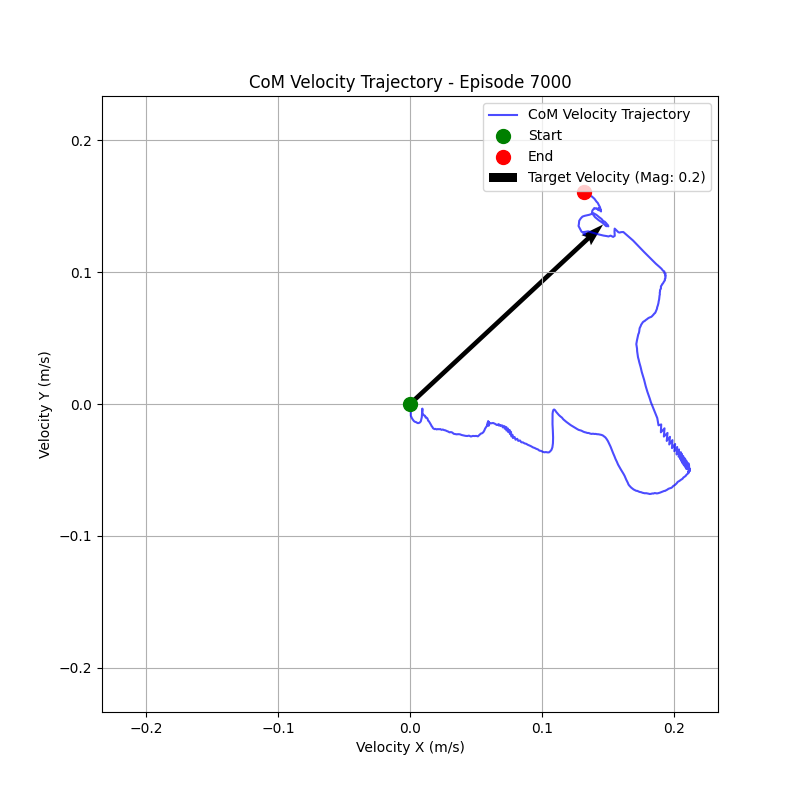 CoM Velocity Trajectory - Episode 7000
CoM Velocity Trajectory
Start
End
Target Velocity (Mag: 0.2)
0.2
0.1
0.0
−0.1
−0.2
Velocity Y (m/s)
−0.2
−0.1
0.0
0.1
0.2
Velocity X (m/s)